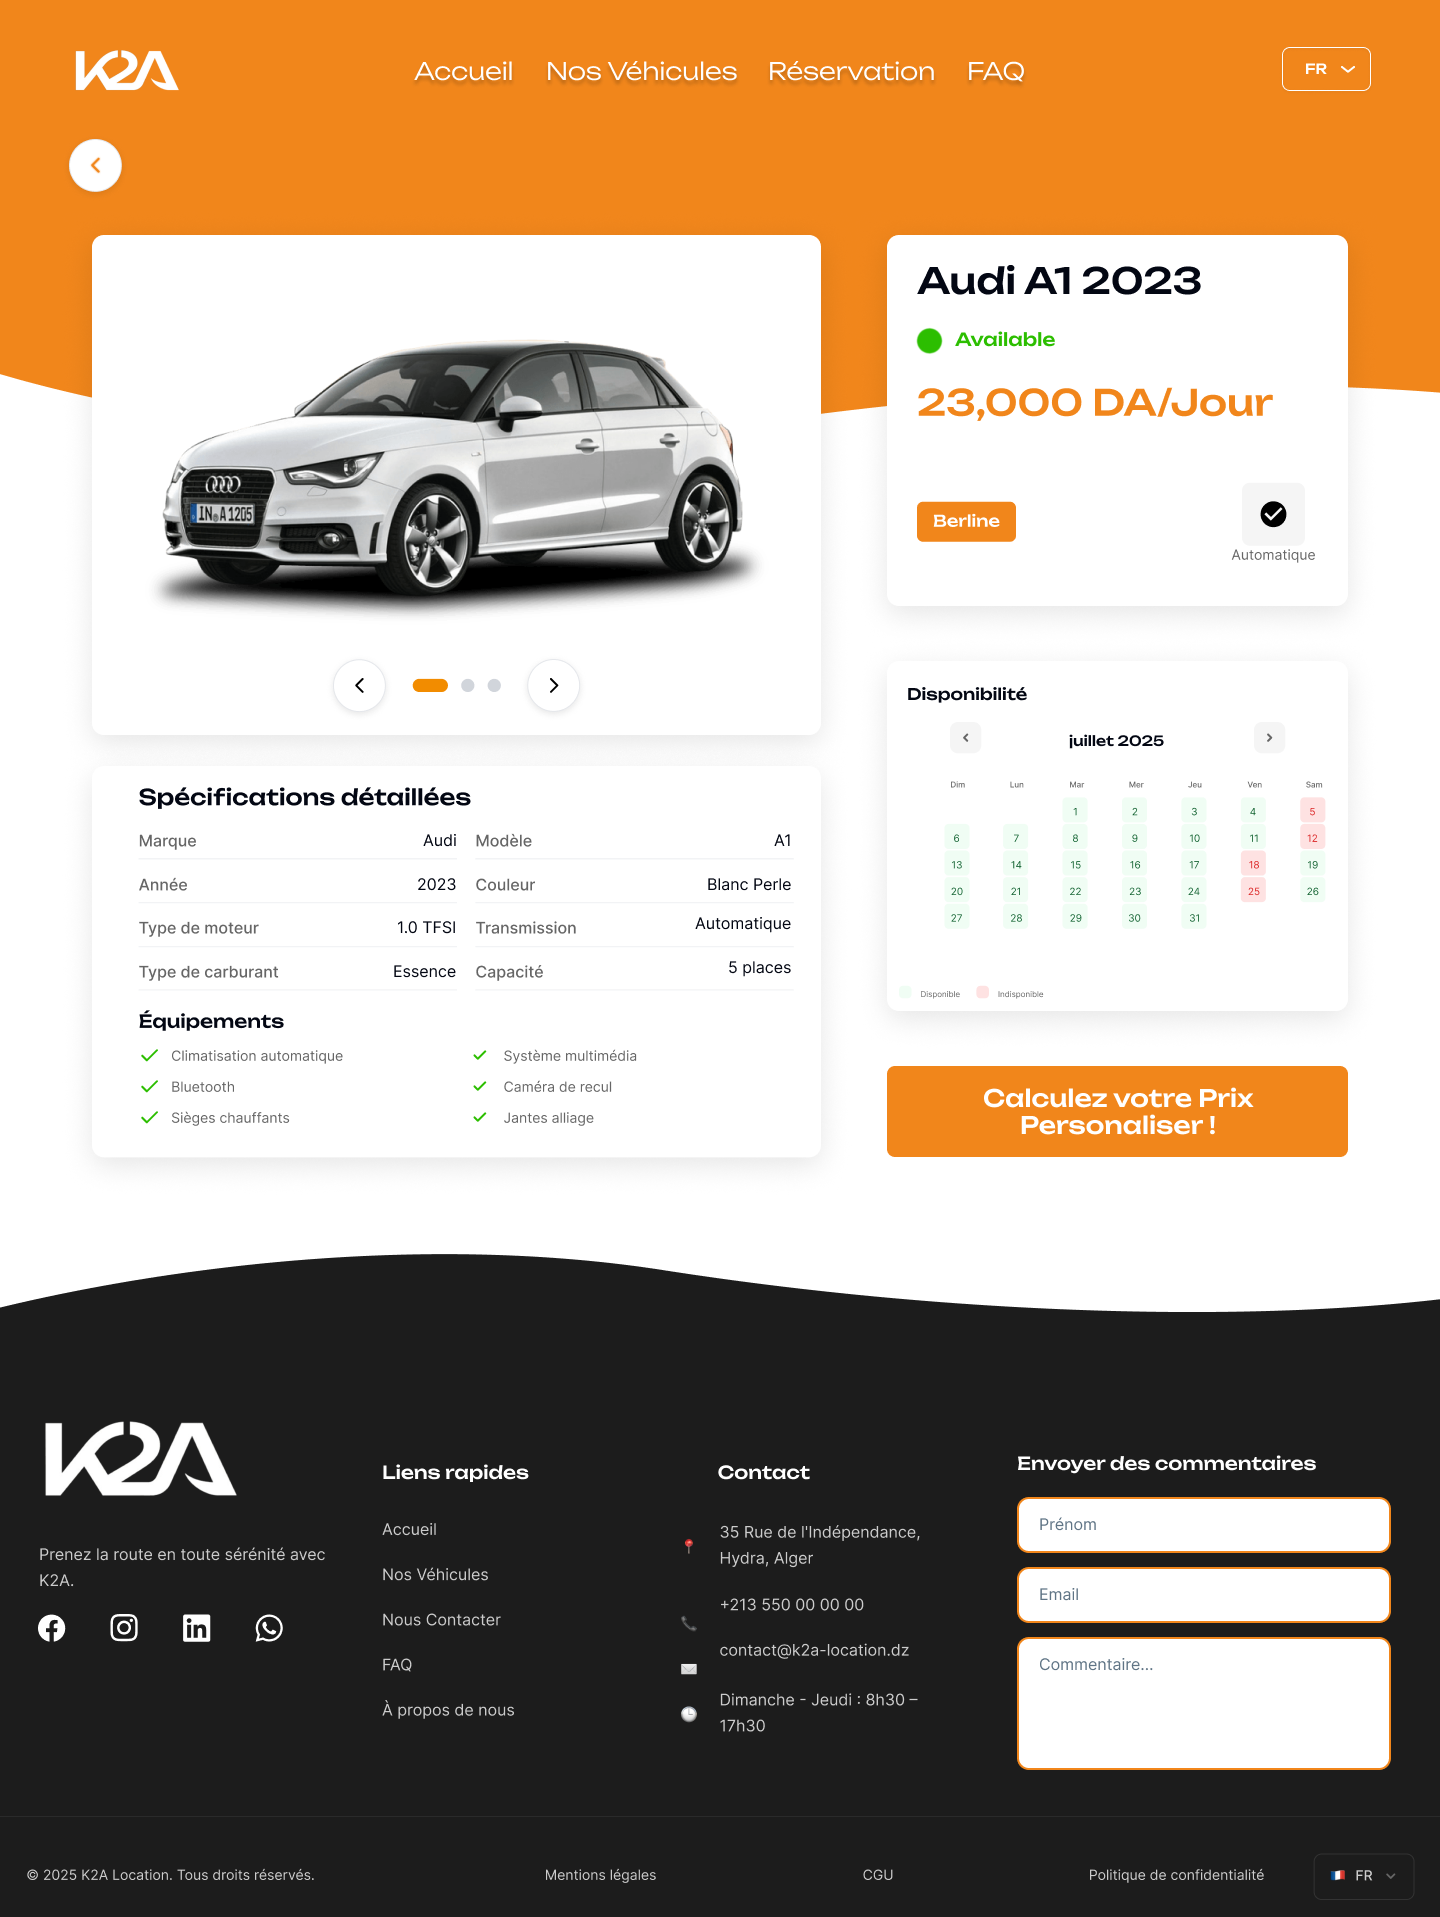 K2A
Accueil
Nos Véhicules
Réservation
FAQ
FR
Audi A1 2023
Available
23,000 DA/Jour
Berline
Automatique
IN A 1205
Disponibilité
juillet 2025
Dim Lun Mar Mer Jeu Ven Sam
1 2 3 4 5
6 7 8 9 10 11 12
13 14 15 16 17 18 19
20 21 22 23 24 25 26
27 28 29 30 31
Disponible Indisponible
Spécifications détaillées
Marque Audi Modèle A1
Année 2023 Couleur Blanc Perle
Type de moteur 1.0 TFSI Transmission Automatique
Type de carburant Essence Capacité 5 places
Équipements
Climatisation automatique Système multimédia
Bluetooth Caméra de recul
Sièges chauffants Jantes alliage
Calculez votre Prix
Personaliser !
K2A
Prenez la route en toute sérénité avec
K2A.
Liens rapides
Accueil
Nos Véhicules
Nous Contacter
FAQ
À propos de nous
Contact
35 Rue de l'Indépendance,
Hydra, Alger
+213 550 00 00 00
contact@k2a-location.dz
Dimanche - Jeudi : 8h30 –
17h30
Envoyer des commentaires
Prénom
Email
Commentaire...
© 2025 K2A Location. Tous droits réservés.
Mentions légales
CGU
Politique de confidentialité
FR